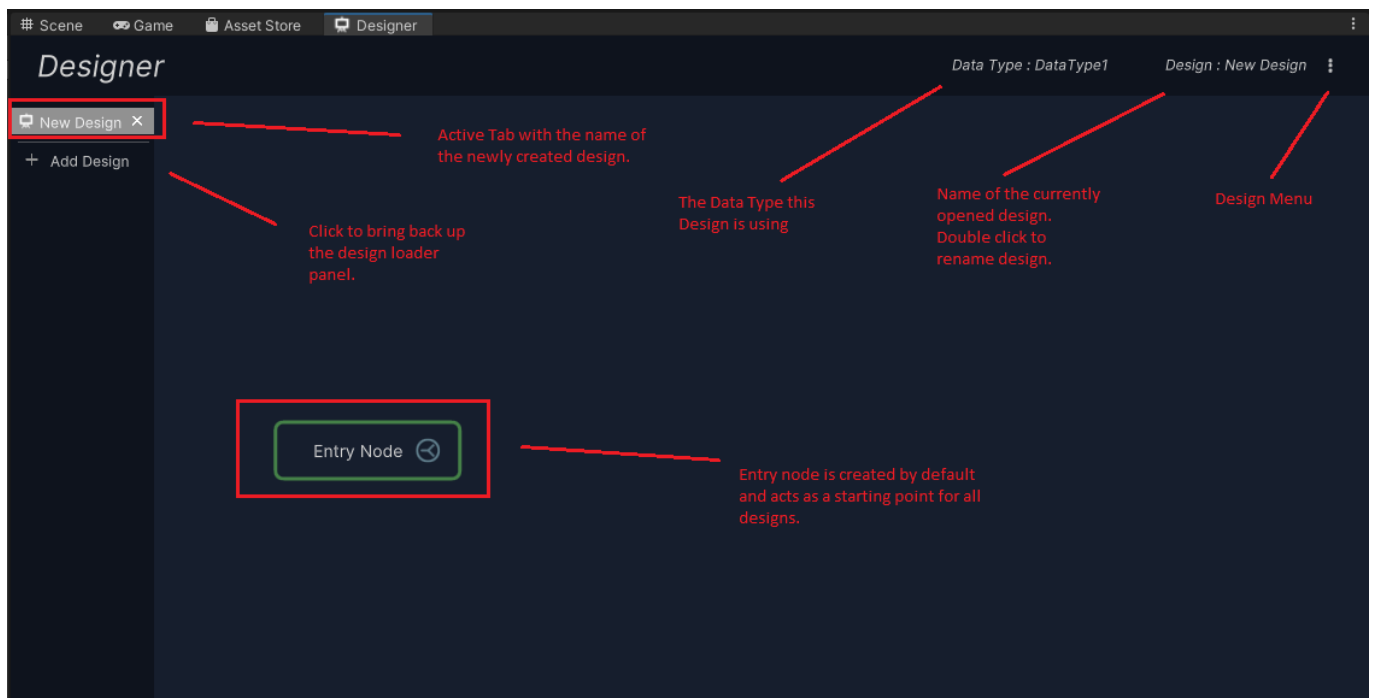 Scene Game Asset Store Designer
Designer
Data Type : DataType1 Design : New Design
New Design
Add Design
Active Tab with the name of
the newly created design.
Click to bring back up
the design loader
panel.
The Data Type this
Design is using
Name of the currently
opened design.
Double click to
rename design.
Design Menu
Entry Node
Entry node is created by default
and acts as a starting point for all
designs.